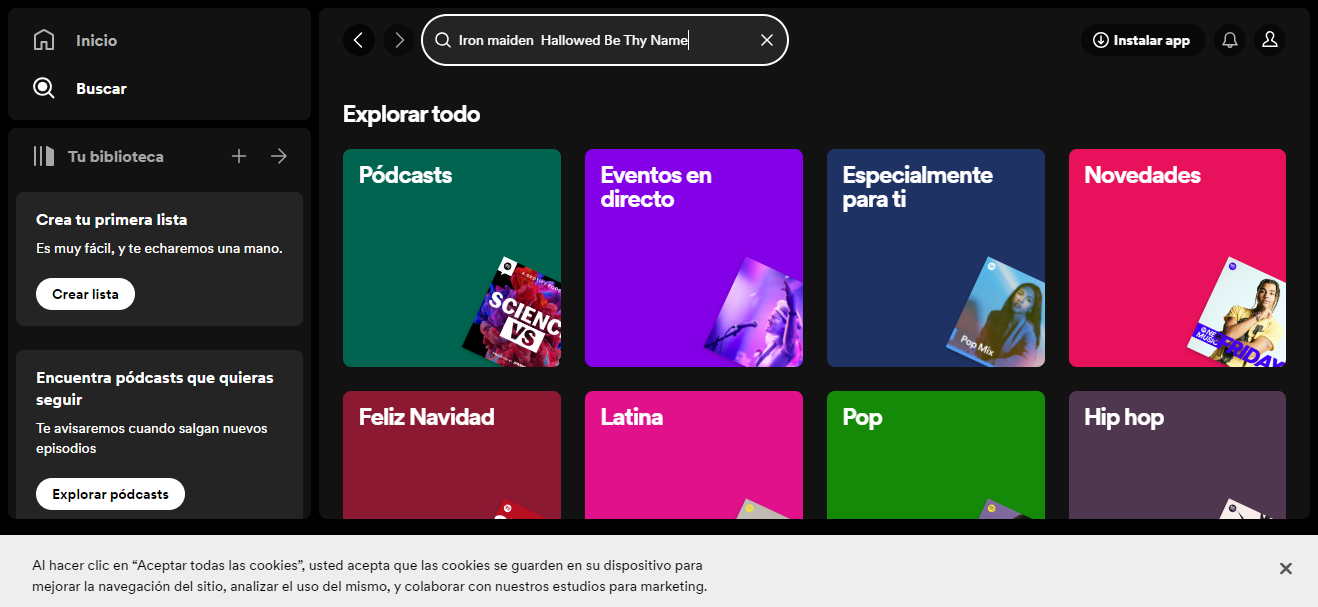 Inicio
Buscar
Tu biblioteca
Crea tu primera lista
Es muy fácil, y te echaremos una mano.
Crear lista
Encuentra pódcasts que quieras
seguir
Te avisaremos cuando salgan nuevos
episodios
Explorar pódcasts
Iron maiden  Hallowed Be Thy Name
Instalar app
Explorar todo
Pódcasts
SCIENC
VS
Eventos en
directo
Especialmente
para ti
Pop Mix
Novedades
ONE
MUSIC
FRIDAY
Feliz Navidad
Latina
Pop
Hip hop
Al hacer clic en “Aceptar todas las cookies”, usted acepta que las cookies se guarden en su dispositivo para
mejorar la navegación del sitio, analizar el uso del mismo, y colaborar con nuestros estudios para marketing.